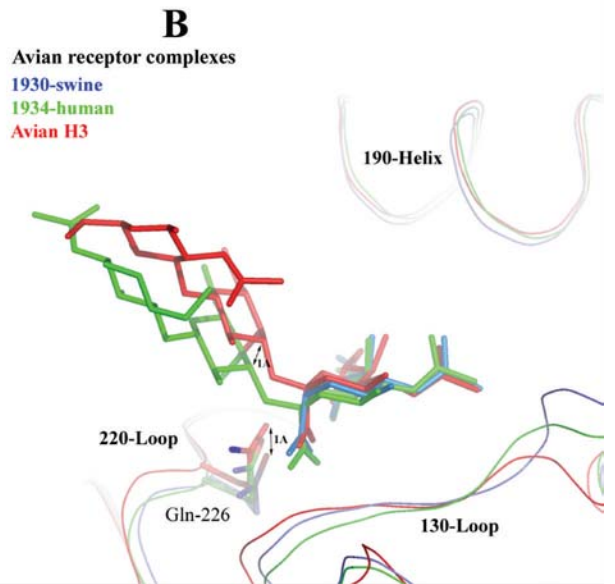 B
Avian receptor complexes
1930-swine
1934-human
Avian H3
190-Helix
1A
220-Loop
1A
Gln-226
130-Loop